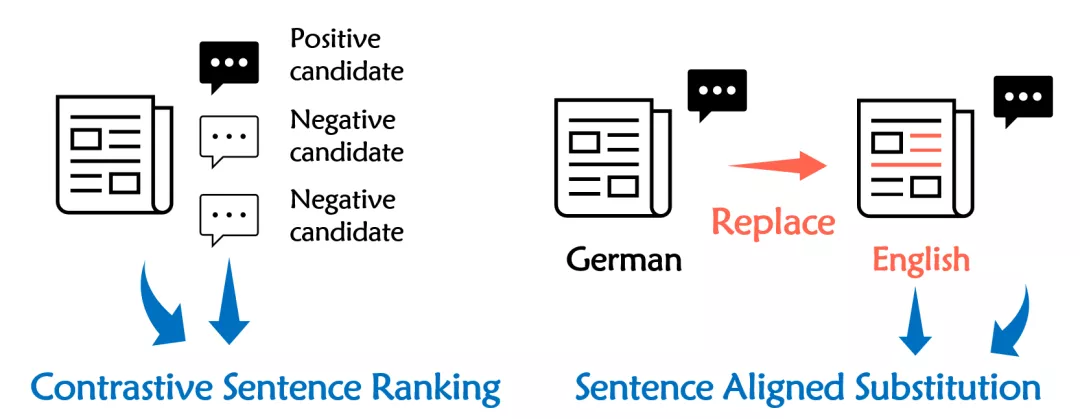 Positive
candidate
Negative
candidate
Negative
candidate
Contrastive Sentence Ranking
German
Replace
English
Sentence Aligned Substitution